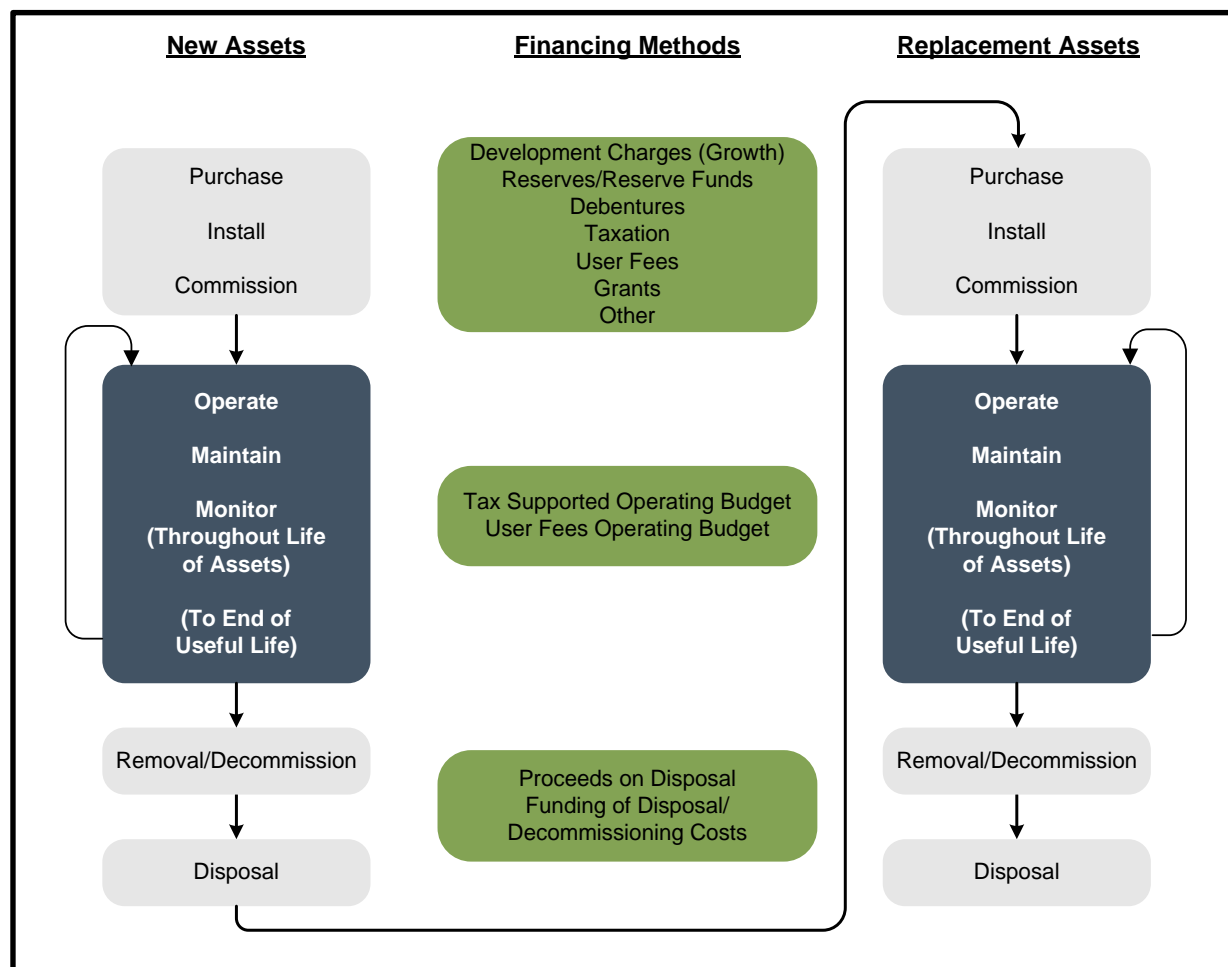 New Assets
Financing Methods
Replacement Assets
Purchase
Install
Commission
Operate
Maintain
Monitor
(Throughout Life
of Assets)
(To End of
Useful Life)
Removal/Decommission
Disposal
Development Charges (Growth)
Reserves/Reserve Funds
Debentures
Taxation
User Fees
Grants
Other
Tax Supported Operating Budget
User Fees Operating Budget
Proceeds on Disposal
Funding of Disposal/
Decommissioning Costs
Purchase
Install
Commission
Operate
Maintain
Monitor
(Throughout Life
of Assets)
(To End of
Useful Life)
Removal/Decommission
Disposal